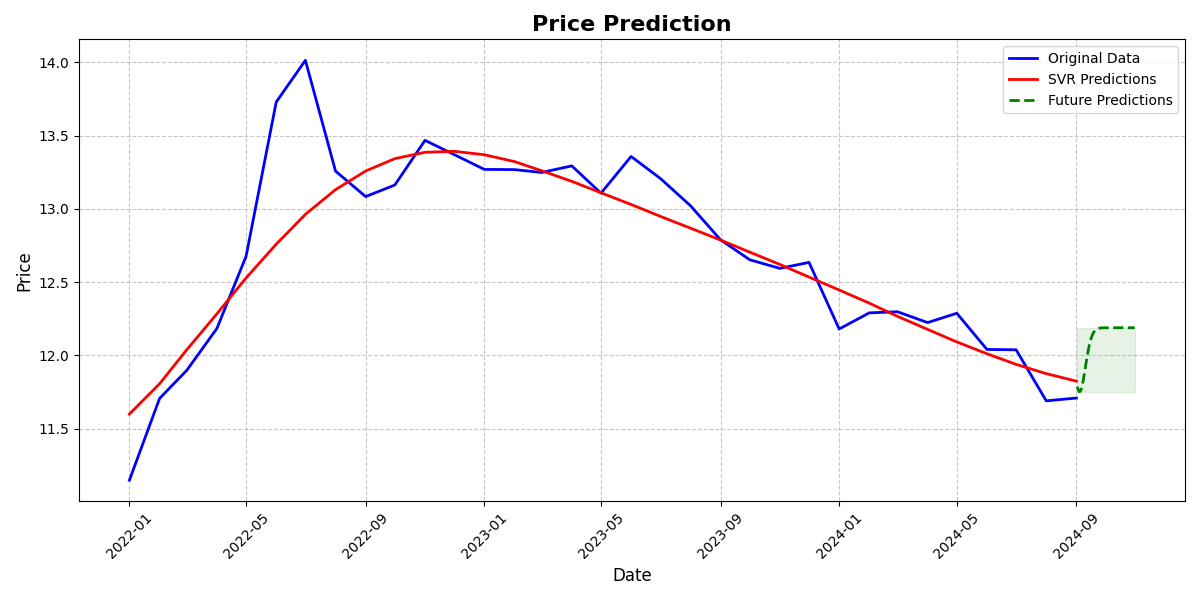 Price Prediction
Original Data
SVR Predictions
Future Predictions
Price
14.0
13.5
13.0
12.5
12.0
11.5
2022-01
2022-05
2022-09
2023-01
2023-05
2023-09
2024-01
2024-05
2024-09
Date